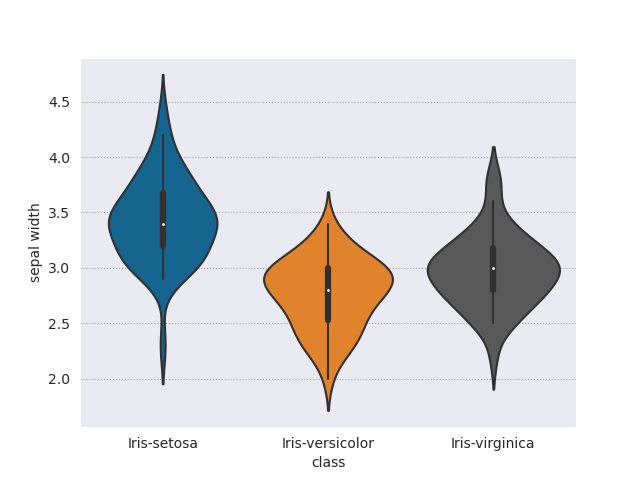 4.5
4.0
3.5
3.0
2.5
2.0
sepal width
Iris-setosa
Iris-versicolor
Iris-virginica
class